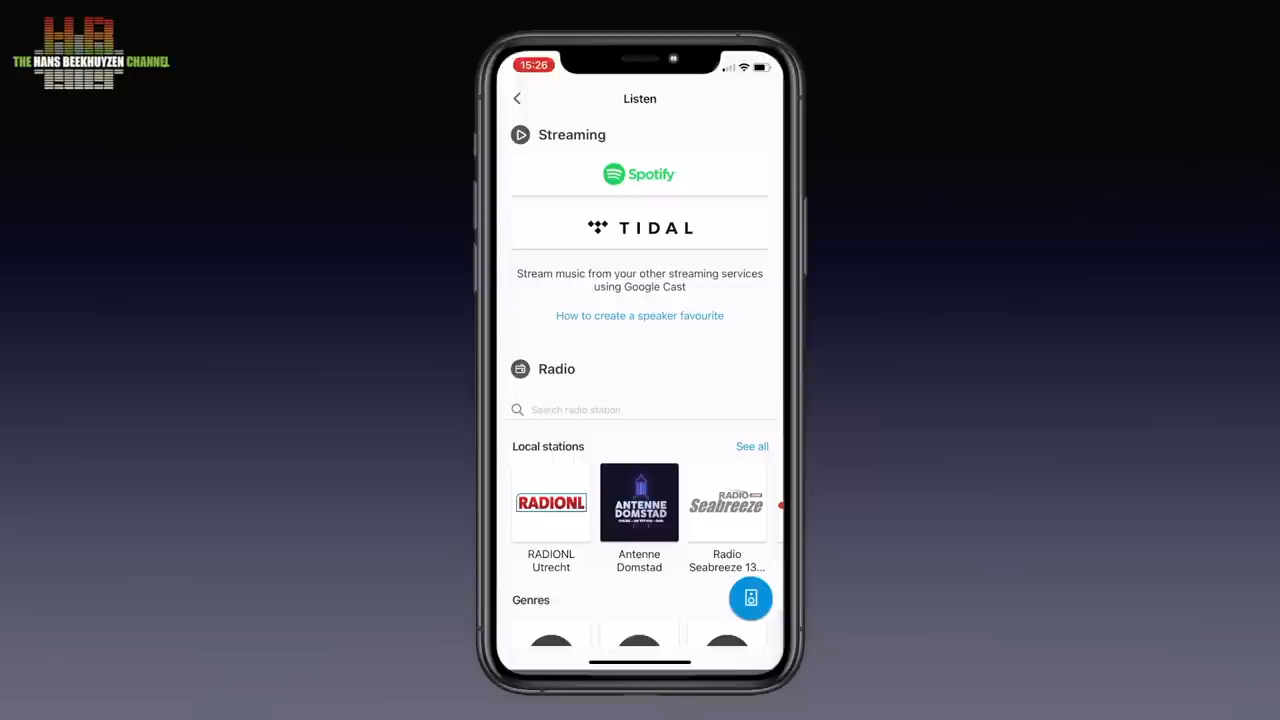 THE HANS BEEKHUYZEN CHANNEL
15:26
Listen
Streaming
Spotify
TIDAL
Stream music from your other streaming services
using Google Cast
How to create a speaker favourite
Radio
Search radio station
Local stations
See all
RADIONL
ANTENNE
DOMSTAD
RADIO
Seabreeze
RADIONL
Utrecht
Antenne
Domstad
Radio
Seabreeze 13...
Genres